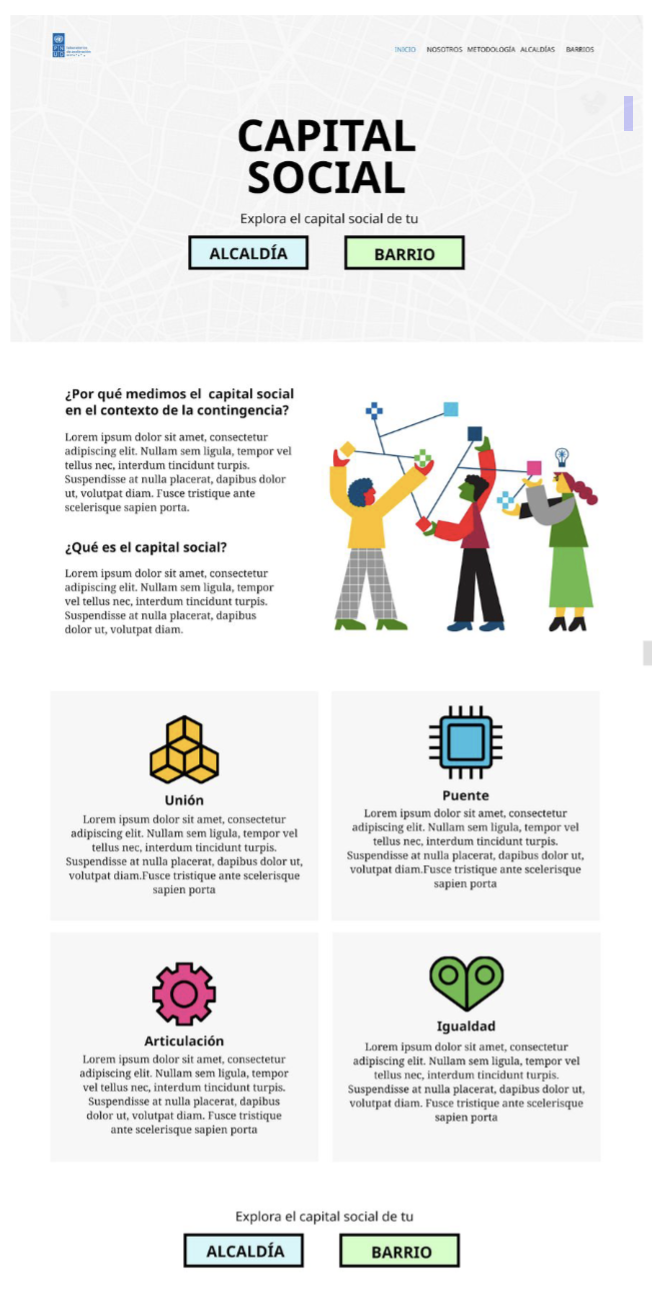 INICIO NOSOTROS METODOLOGÍA ALCALDÍAS BARRIOS
CAPITAL
SOCIAL
Explora el capital social de tu
ALCALDÍA BARRIO
¿Por qué medimos el capital social
en el contexto de la contingencia?
Lorem ipsum dolor sit amet, consectetur
adipiscing elit. Nullam sem ligula, tempor vel
tellus nec, interdum tincidunt turpis.
Suspendisse at nulla placerat, dapibus dolor
ut, volutpat diam. Fusce tristique ante
scelerisque sapien porta.
¿Qué es el capital social?
Lorem ipsum dolor sit amet, consectetur
adipiscing elit. Nullam sem ligula, tempor
vel tellus nec, interdum tincidunt turpis.
Suspendisse at nulla placerat, dapibus
dolor ut, volutpat diam.
Unión
Lorem ipsum dolor sit amet, consectetur
adipiscing elit. Nullam sem ligula, tempor vel
tellus nec, interdum tincidunt turpis.
Suspendisse at nulla placerat, dapibus dolor ut,
volutpat diam.Fusce tristique ante scelerisque
sapien porta
Puente
Lorem ipsum dolor sit amet, consectetur
adipiscing elit. Nullam sem ligula, tempor vel
tellus nec, interdum tincidunt turpis.
Suspendisse at nulla placerat, dapibus dolor ut,
volutpat diam.Fusce tristique ante scelerisque
sapien porta
Articulación
Lorem ipsum dolor sit amet, consectetur
adipiscing elit. Nullam sem ligula, tempor
vel tellus nec, interdum tincidunt turpis.
Suspendisse at nulla placerat, dapibus
dolor ut, volutpat diam. Fusce tristique
ante scelerisque sapien porta
Igualdad
Lorem ipsum dolor sit amet, consectetur
adipiscing elit. Nullam sem ligula, tempor vel
tellus nec, interdum tincidunt turpis.
Suspendisse at nulla placerat, dapibus dolor ut,
volutpat diam. Fusce tristique ante scelerisque
sapien porta
Explora el capital social de tu
ALCALDÍA BARRIO